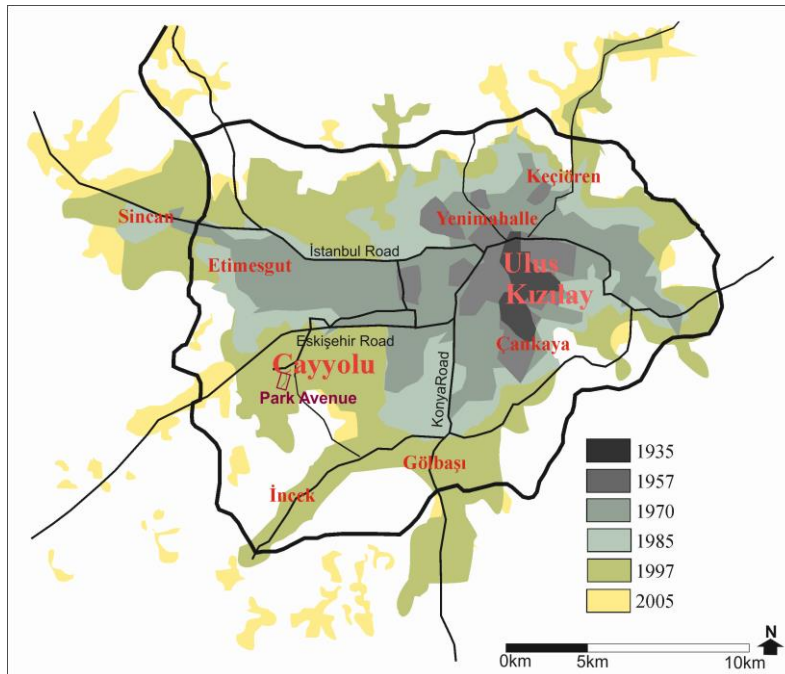 Keçiören
Sincan
Yenimahalle
İstanbul Road
Etimesgut
Ulus
Kızılay
Eskişehir Road
Çankaya
Çayyolu
KonyaRoad
Park Avenue
Gölbaşı
İncek
1935
1957
1970
1985
1997
2005
N
0km
5km
10km